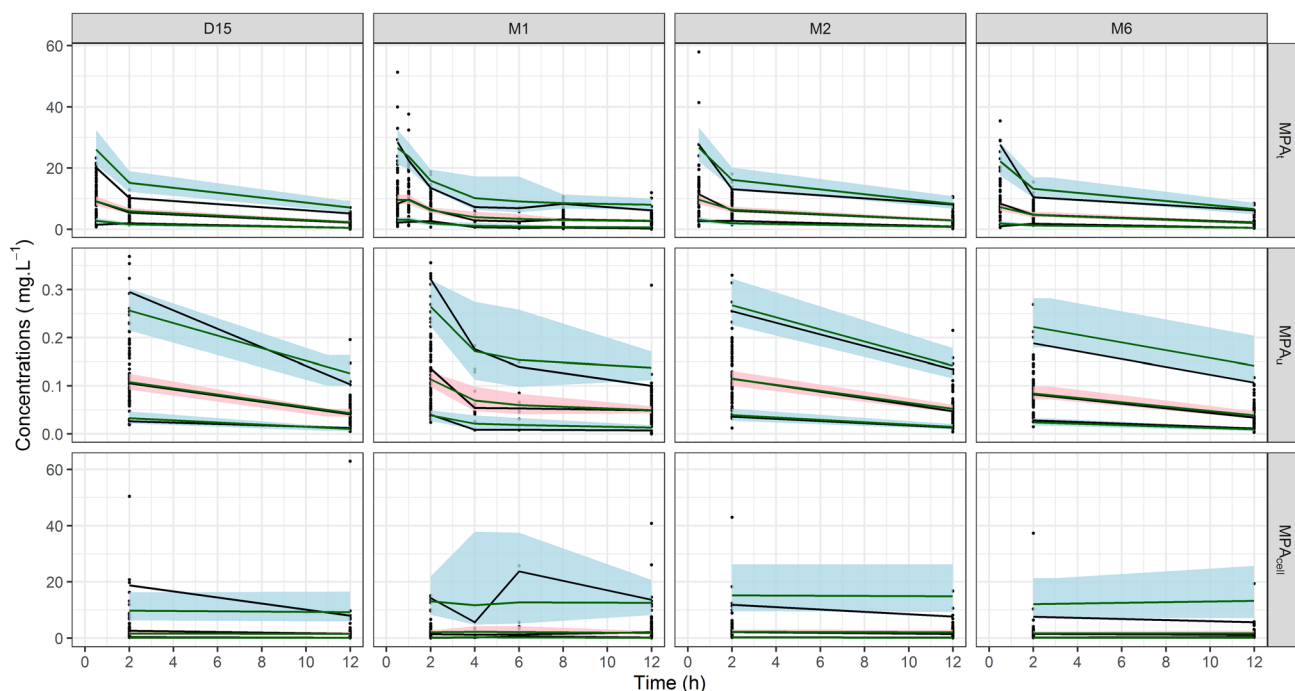 D15 M1 M2 M6
60
40
20
0
MPAt
Concentrations ( mg.L−1)
0.3
0.2
0.1
0.0
MPAu
60
40
20
0
MPAcell
0 2 4 6 8 10 12 0 2 4 6 8 10 12 0 2 4 6 8 10 12 0 2 4 6 8 10 12
Time (h)